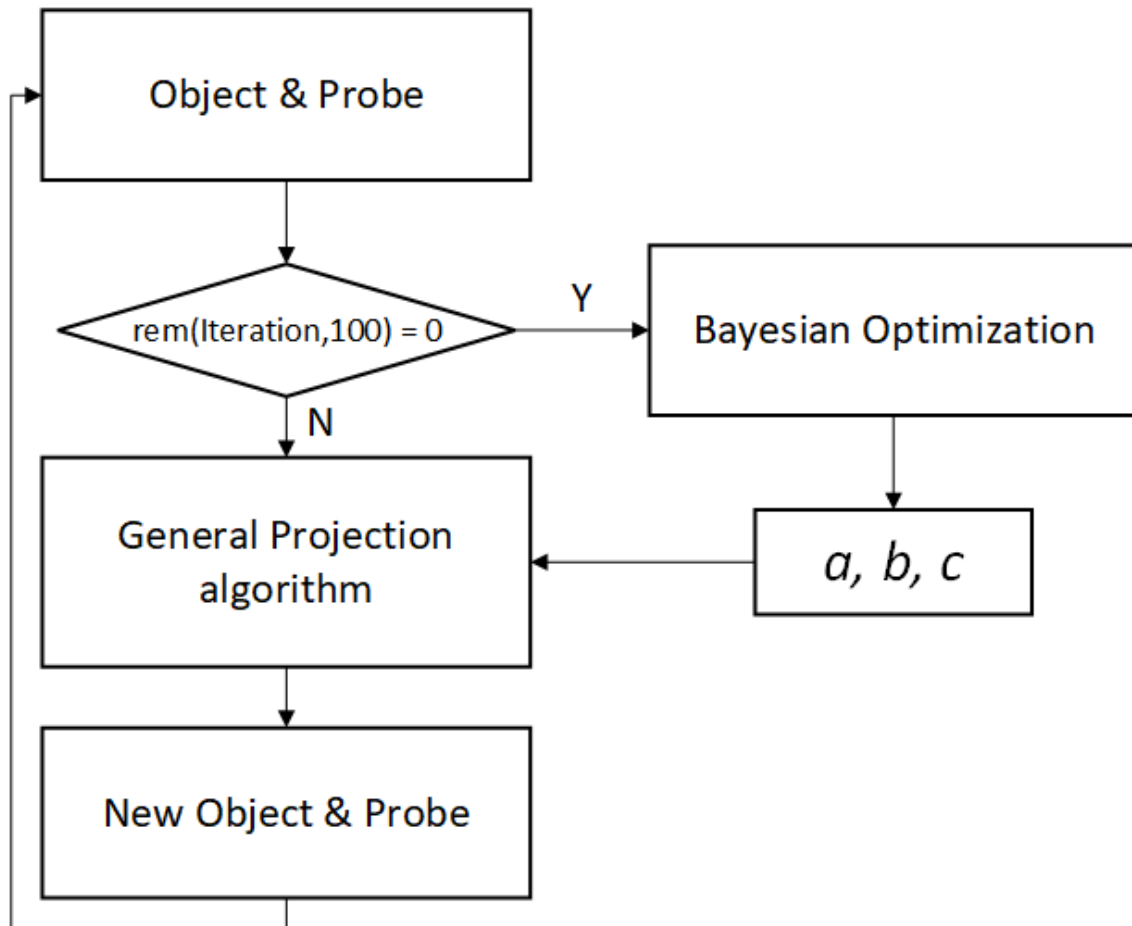 Object & Probe
rem(Iteration,100) = 0
Y
Bayesian Optimization
N
General Projection
algorithm
a, b, c
New Object & Probe